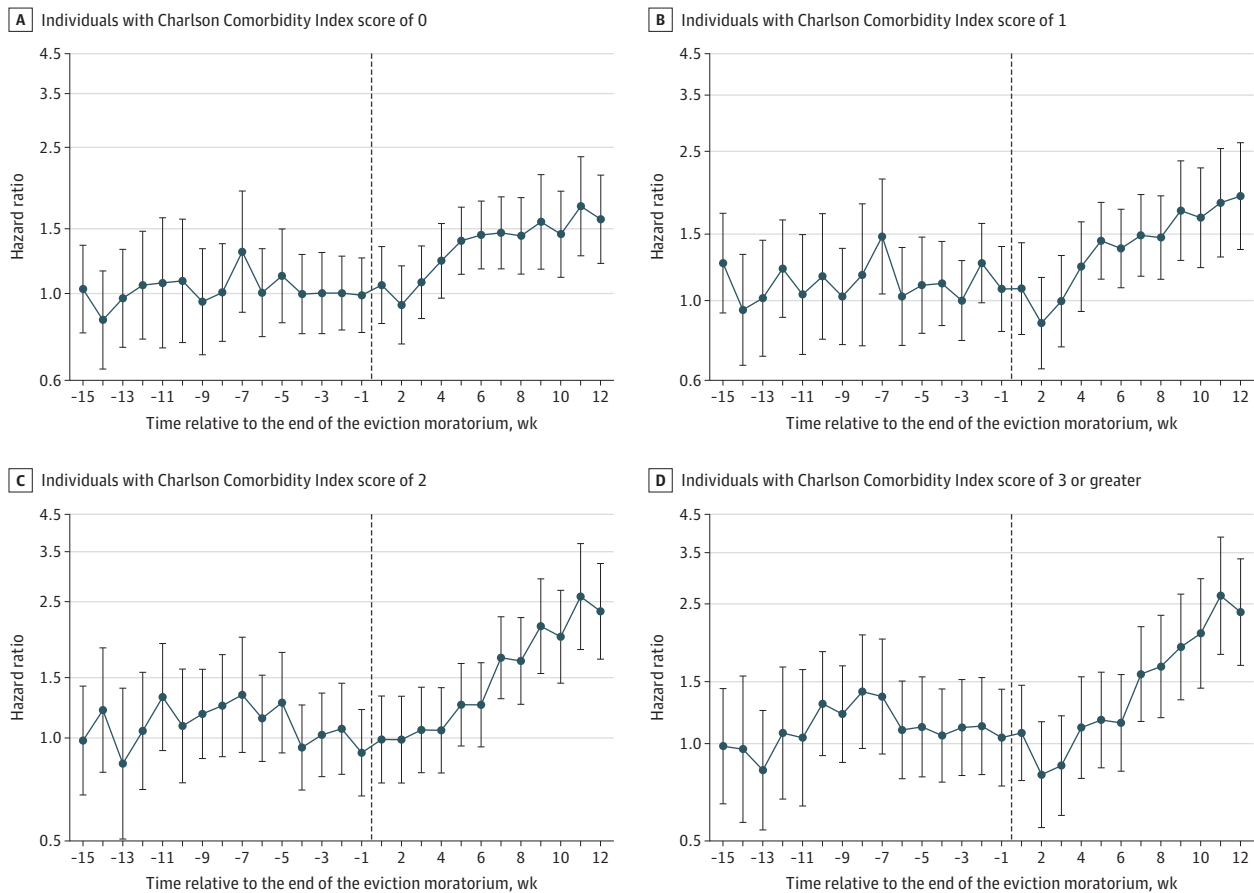 A Individuals with Charlson Comorbidity Index score of 0
4.5
3.5
2.5
1.5
1.0
0.6
Hazard ratio
-15 -13 -11 -9 -7 -5 -3 -1 2 4 6 8 10 12
Time relative to the end of the eviction moratorium, wk
B Individuals with Charlson Comorbidity Index score of 1
4.5
3.5
2.5
1.5
1.0
0.6
Hazard ratio
-15 -13 -11 -9 -7 -5 -3 -1 2 4 6 8 10 12
Time relative to the end of the eviction moratorium, wk
C Individuals with Charlson Comorbidity Index score of 2
4.5
3.5
2.5
1.5
1.0
0.5
Hazard ratio
-15 -13 -11 -9 -7 -5 -3 -1 2 4 6 8 10 12
Time relative to the end of the eviction moratorium, wk
D Individuals with Charlson Comorbidity Index score of 3 or greater
4.5
3.5
2.5
1.5
1.0
0.5
Hazard ratio
-15 -13 -11 -9 -7 -5 -3 -1 2 4 6 8 10 12
Time relative to the end of the eviction moratorium, wk